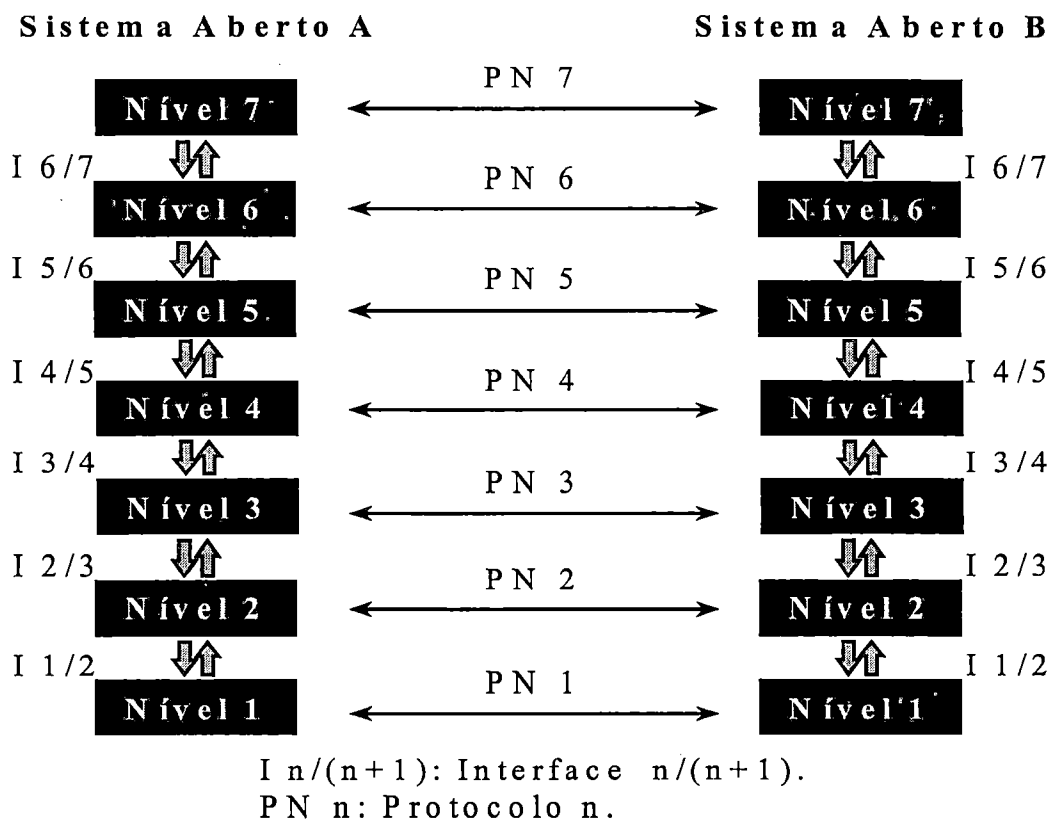 Sistema Aberto A Sistema Aberto B
PN 7
Nível 7 Nível 7
I 6/7 I 6/7
PN 6
Nível 6 Nível 6
I 5/6 I 5/6
PN 5
Nível 5 Nível 5
I 4/5 I 4/5
PN 4
Nível 4 Nível 4
I 3/4 I 3/4
PN 3
Nível 3 Nível 3
I 2/3 I 2/3
PN 2
Nível 2 Nível 2
I 1/2 I 1/2
PN 1
Nível 1 Nível 1
I n/(n+1): Interface n/(n+1).
PN n: Protocolo n.